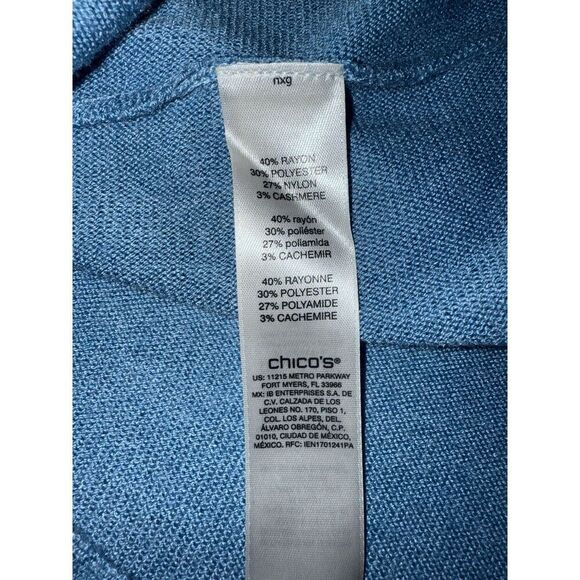 nxg
40% RAYON
30% POLYESTER
27% NYLON
3% CASHMERE
40% rayón
30% poliéster
27% poliamida
3% CACHEMIR
40% RAYONNE
30% POLYESTER
27% POLYAMIDE
3% CACHEMIRE
chico's®
US: 11215 METRO PARKWAY
FORT MYERS, FL 33966
MX: IB ENTERPRISES S.A. DE
C.V. CALZADA DE LOS
LEONES NO. 170, PISO 1,
COL. LOS ALPES, DEL.
ÁLVARO OBREGÓN, C.P.
01010, CIUDAD DE MÉXICO,
MÉXICO. RFC: IEN1701241PA